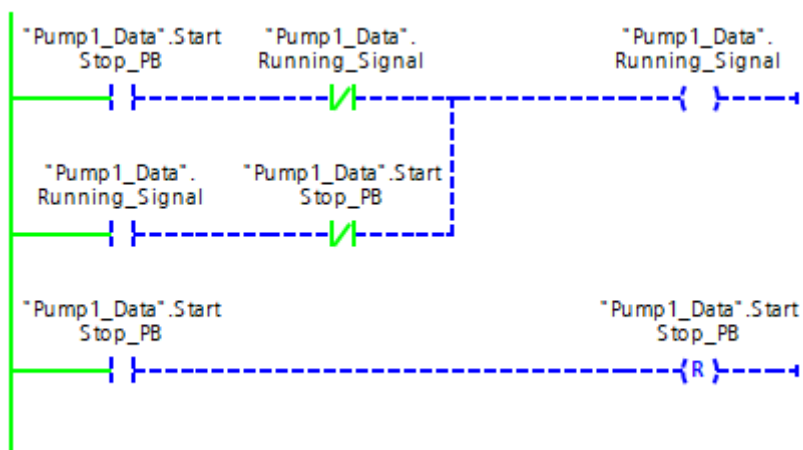 "Pump1_Data".Start
Stop_PB
"Pump1_Data".
Running_Signal
"Pump1_Data".
Running_Signal
"Pump1_Data".
Running_Signal
"Pump1_Data".Start
Stop_PB
"Pump1_Data".Start
Stop_PB
"Pump1_Data".Start
Stop_PB
R